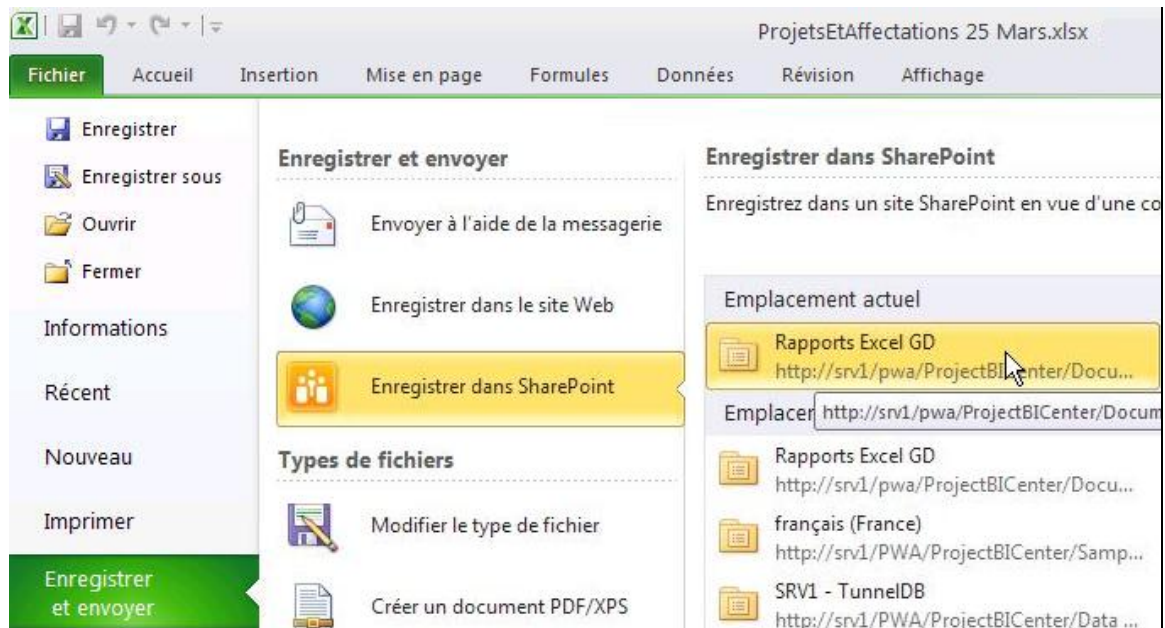 ProjetsEtAffectations 25 Mars.xlsx
Fichier Accueil Insertion Mise en page Formules Données Révision Affichage
Enregistrer
Enregistrer sous
Ouvrir
Fermer
Informations
Récent
Nouveau
Imprimer
Enregistrer
et envoyer
Enregistrer et envoyer
Envoyer à l'aide de la messagerie
Enregistrer dans le site Web
Enregistrer dans SharePoint
Types de fichiers
Modifier le type de fichier
Créer un document PDF/XPS
Enregistrer dans SharePoint
Enregistrez dans un site SharePoint en vue d'une co
Emplacement actuel
Rapports Excel GD
http://srv1/pwa/ProjectBICenter/Docu...
Emplacer http://srv1/pwa/ProjectBICenter/Docum
Rapports Excel GD
http://srv1/pwa/ProjectBICenter/Docu...
français (France)
http://srv1/PWA/ProjectBICenter/Samp...
SRV1 - TunnelDB
http://srv1/PWA/ProjectBICenter/Data ...